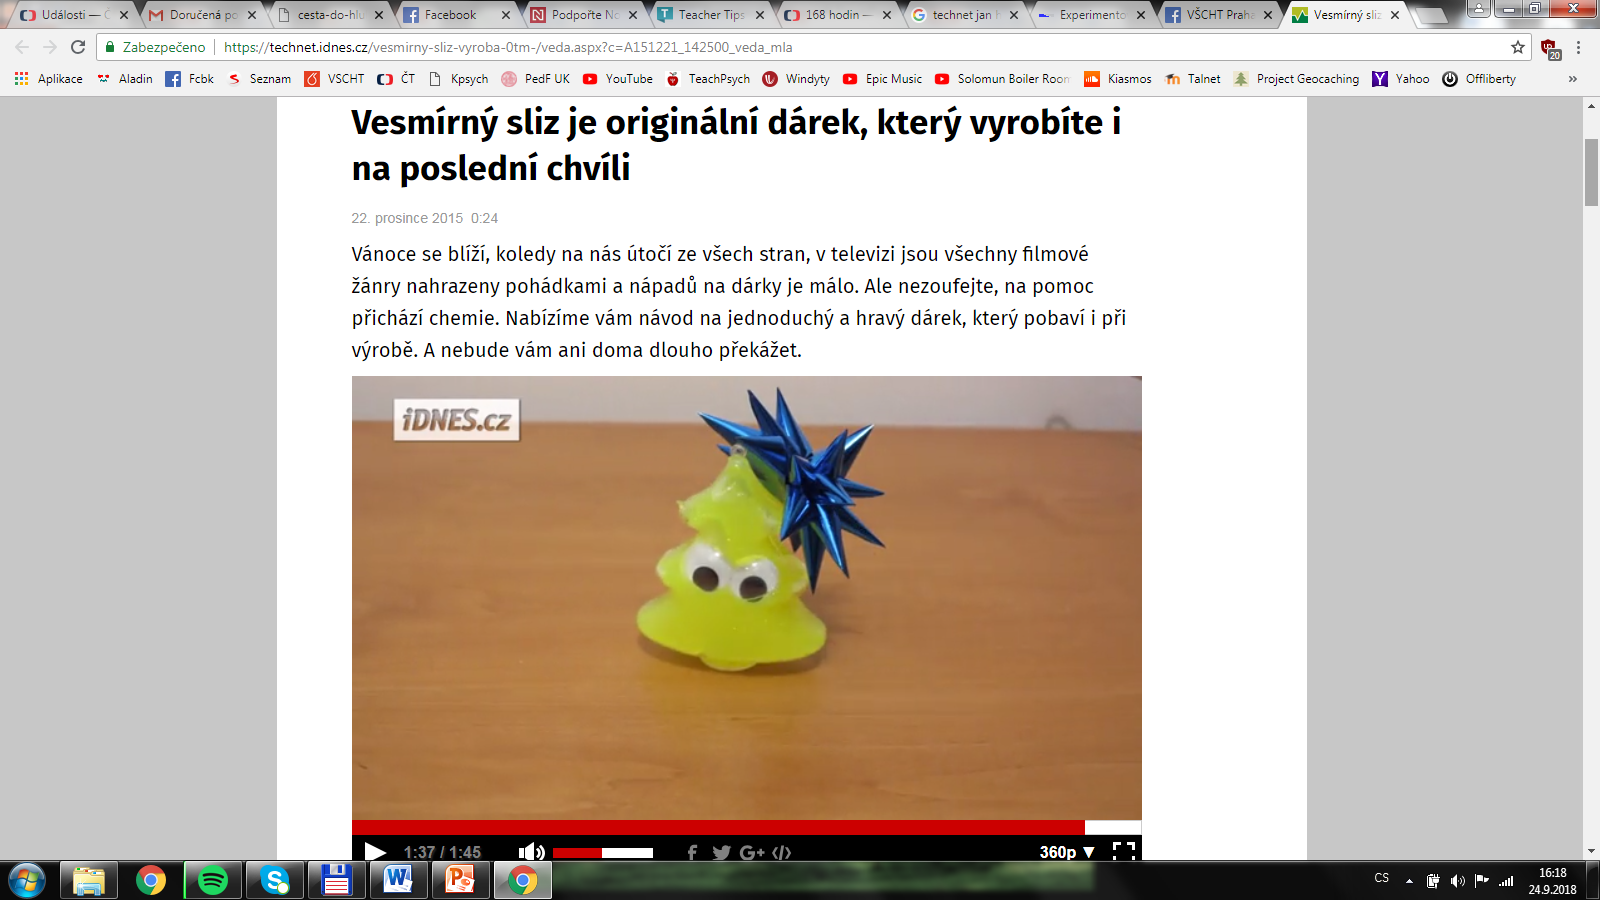 Události — Č
Doručená po
cesta-do-hlu
Facebook
Podpořte No
Teacher Tips
168 hodin —
technet jan h
Experimento
VŠCHT Praha
Vesmírný sliz
Zabezpečeno
https://technet.idnes.cz/vesmirny-sliz-vyroba-0tm-/veda.aspx?c=A151221_142500_veda_mla
20
Aplikace Aladin Fcbk Seznam VSCHT ČT Kpsych PedF UK YouTube TeachPsych Windyty Epic Music Solomun Boiler Room Kiasmos Talnet Project Geocaching Yahoo Offliberty »
Vesmírný sliz je originální dárek, který vyrobíte i
na poslední chvíli
22. prosince 2015 0:24
Vánoce se blíží, koledy na nás útočí ze všech stran, v televizi jsou všechny filmové
žánry nahrazeny pohádkami a nápadů na dárky je málo. Ale nezoufejte, na pomoc
přichází chemie. Nabízíme vám návod na jednoduchý a hravý dárek, který pobaví i při
výrobě. A nebude vám ani doma dlouho překážet.
iDNES.cz
1:37 / 1:45
360p
CS
16:18
24.9.2018